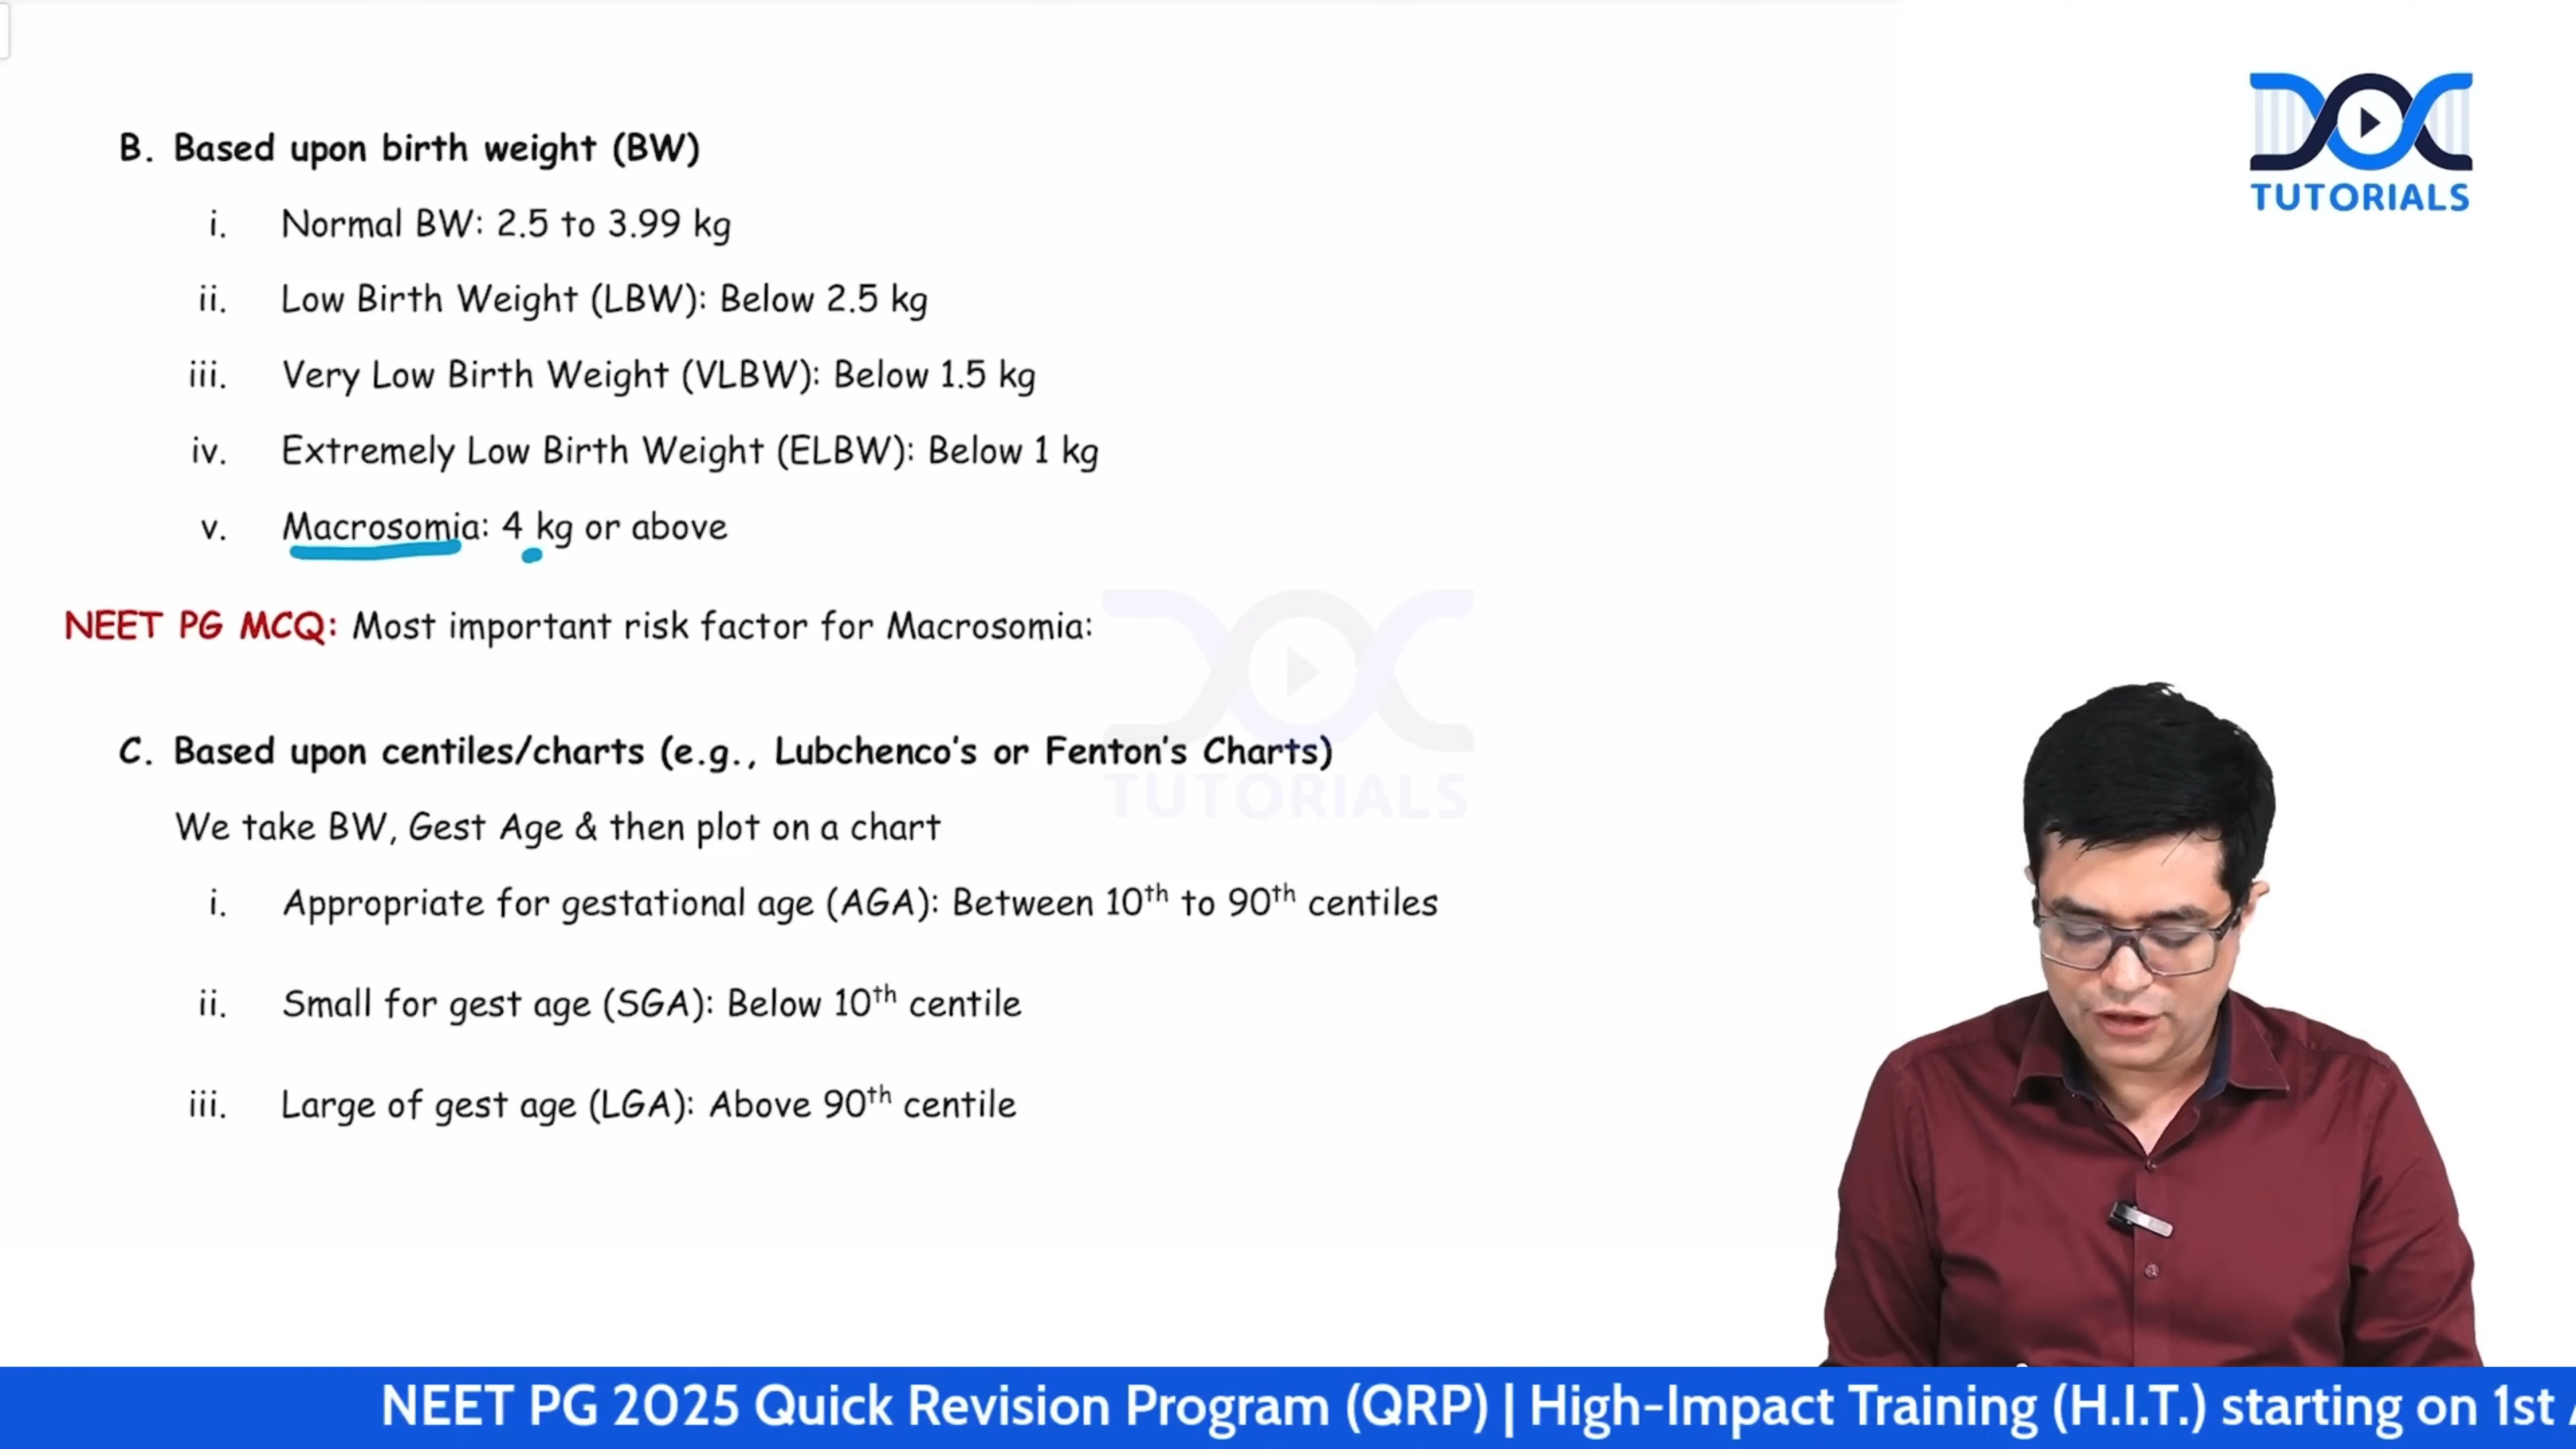 B. Based upon birth weight (BW)
i. Normal BW: 2.5 to 3.99 kg
ii. Low Birth Weight (LBW): Below 2.5 kg
iii. Very Low Birth Weight (VLBW): Below 1.5 kg
iv. Extremely Low Birth Weight (ELBW): Below 1 kg
v. Macrosomia: 4 kg or above
NEET PG MCQ: Most important risk factor for Macrosomia:
C. Based upon centiles/charts (e.g., Lubchenco's or Fenton's Charts)
We take BW, Gest Age & then plot on a chart
i. Appropriate for gestational age (AGA): Between 10th to 90th centiles
ii. Small for gest age (SGA): Below 10th centile
iii. Large of gest age (LGA): Above 90th centile
DOC
TUTORIALS
DOC
TUTORIALS
NEET PG 2025 Quick Revision Program (QRP) | High-Impact Training (H.I.T.) starting on 1st